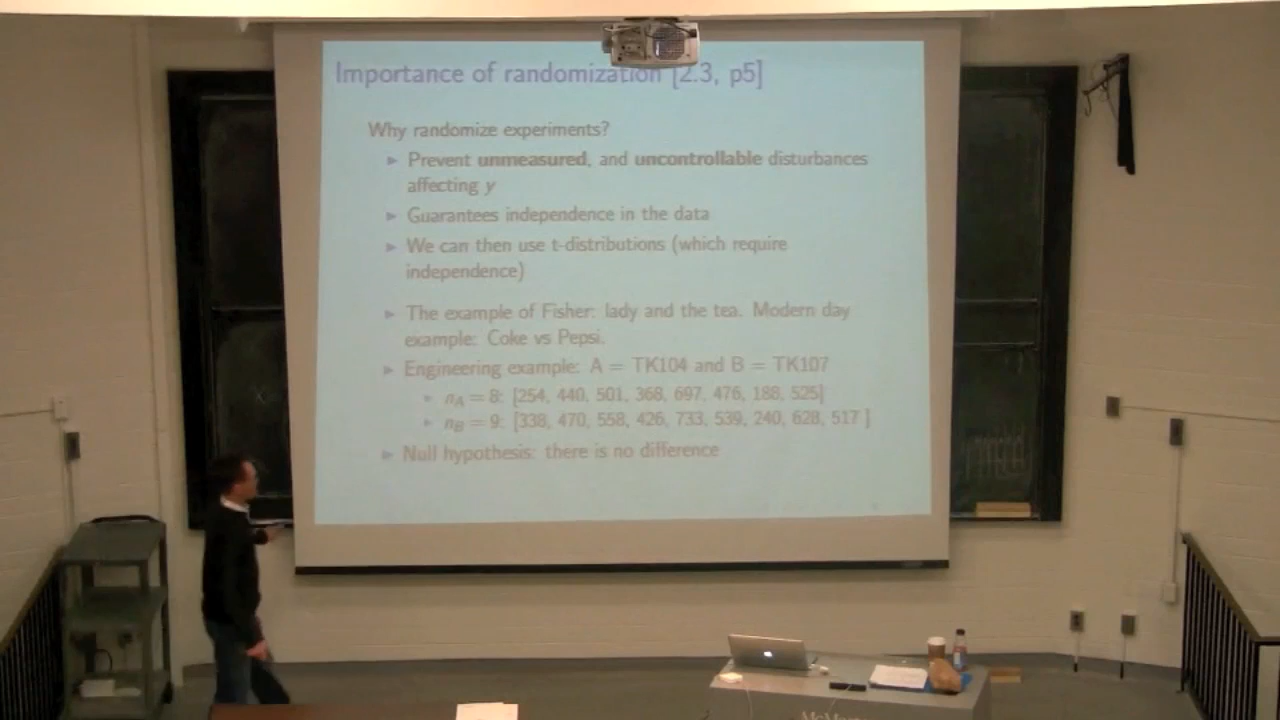 Importance of randomization [2.3, p5]
Why randomize experiments?
► Prevent unmeasured, and uncontrollable disturbances
affecting y
► Guarantees independence in the data
► We can then use t-distributions (which require
independence)
► The example of Fisher: lady and the tea. Modern day
example: Coke vs Pepsi.
► Engineering example: A = TK104 and B = TK107
► nA = 8: [254, 440, 501, 368, 697, 476, 188, 525]
► nB = 9: [338, 470, 558, 426, 733, 539, 240, 628, 517 ]
► Null hypothesis: there is no difference